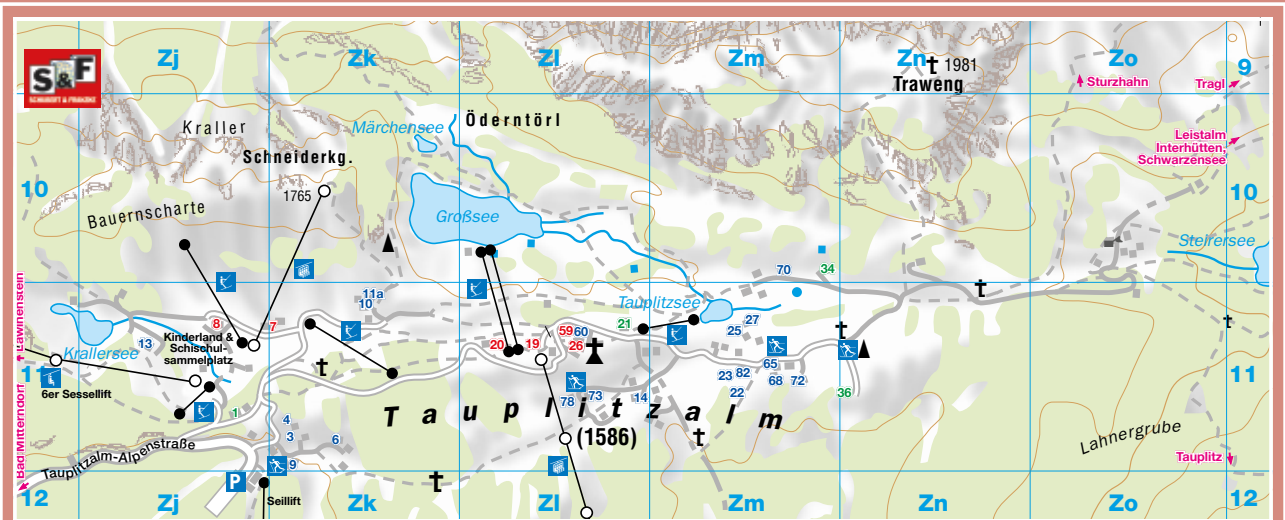 Zj
Zk
Zl
Zm
Zn
Zo
9
S&F
SCHUBERT & FRANZKE
1981
Traweng
Sturzhahn
Tragl
Kraller
Märchensee
Öderntörl
Leistalm
Interhütten,
Schwarzensee
Schneiderkg.
10
1765
10
Bauernscharte
Großsee
Steirersee
70
34
11a
10
Tauplitzsee
Lawinenstein
8
7
13
Kinderland &
Schischul-
sammelplatz
Krallersee
20
19
59
60
26
21
25
27
11
6er Sessellift
23
82
65
68
72
22
36
11
78
73
14
1
Tauplitzalm
4
3
6
(1586)
Lahnergrube
Bad Mitterndorf
Tauplitzalm-Alpenstraße
Tauplitz
9
P
Seillift
12
Zj
Zk
Zl
Zm
Zn
Zo
12